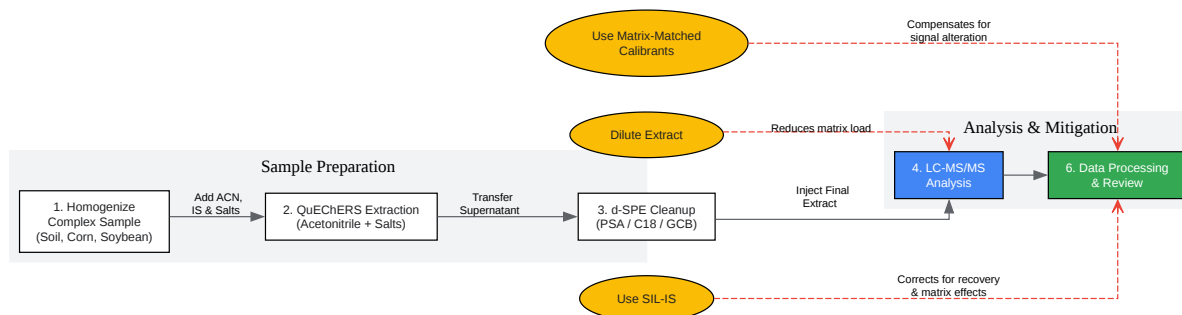 Use Matrix-Matched
Calibrants
Compensates for
signal alteration
Dilute Extract
Reduces matrix load
Analysis & Mitigation
Sample Preparation
1. Homogenize
Complex Sample
(Soil, Corn, Soybean)
Add ACN,
IS & Salts
2. QuEChERS Extraction
(Acetonitrile + Salts)
Transfer
Supernatant
3. d-SPE Cleanup
(PSA / C18 / GCB)
Inject Final
Extract
4. LC-MS/MS
Analysis
6. Data Processing
& Review
Use SIL-IS
Corrects for recovery
& matrix effects